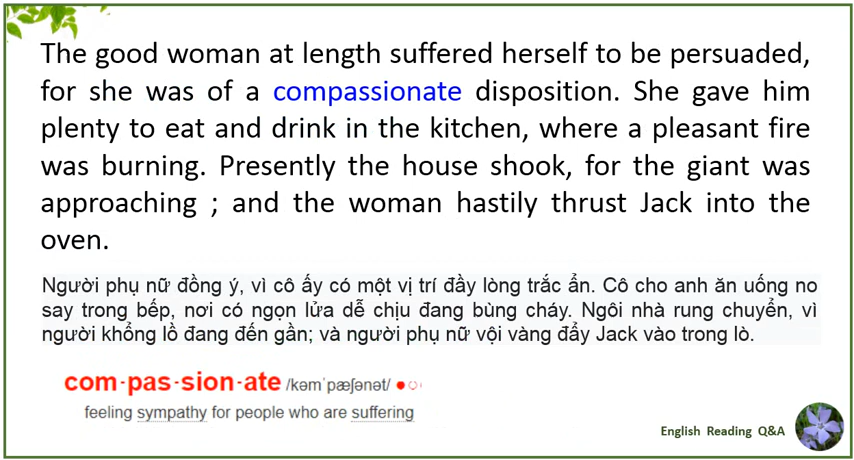 The good woman at length suffered herself to be persuaded,
for she was of a compassionate disposition. She gave him
plenty to eat and drink in the kitchen, where a pleasant fire
was burning. Presently the house shook, for the giant was
approaching ; and the woman hastily thrust Jack into the
oven.
Người phụ nữ đồng ý, vì cô ấy có một vị trí đầy lòng trắc ẩn. Cô cho anh ăn uống no
say trong bếp, nơi có ngọn lửa dễ chịu đang bùng cháy. Ngôi nhà rung chuyển, vì
người khổng lồ đang đến gần; và người phụ nữ vội vàng đẩy Jack vào trong lò.
com·pas·sion·ate /kəmˈpæʃənət/
feeling sympathy for people who are suffering
English Reading Q&A